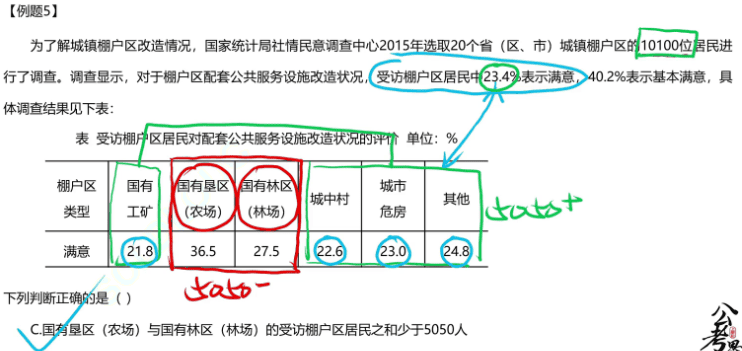 【例题5】
为了解城镇棚户区改造情况，国家统计局社情民意调查中心2015年选取20个省（区、市）城镇棚户区的10100位居民进
行了调查。调查显示，对于棚户区配套公共服务设施改造状况，受访棚户区居民中23.4%表示满意，40.2%表示基本满意，具
体调查结果见下表：
表 受访棚户区居民对配套公共服务设施改造状况的评价 单位：%
棚户区类型 国有工矿 国有垦区（农场） 国有林区（林场） 城中村 城市危房 其他
5050+
满意 21.8 36.5 27.5 22.6 23.0 24.8
5050-
下列判断正确的是（ ）
C.国有垦区（农场）与国有林区（林场）的受访棚户区居民之和少于5050人
公考